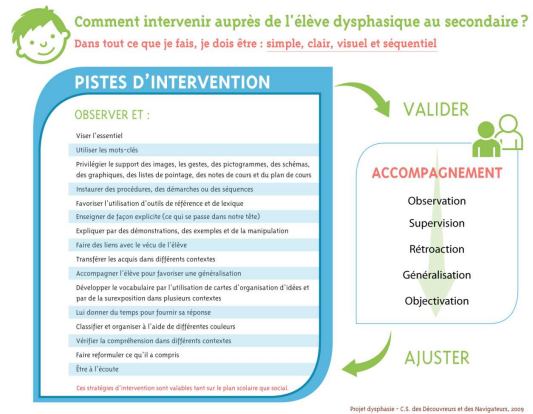 Comment intervenir auprès de l'élève dysphasique au secondaire ?
Dans tout ce que je fais, je dois être : simple, clair, visuel et séquentiel
PISTES D'INTERVENTION
OBSERVER ET :
Viser l'essentiel
Utiliser les mots-clés
Privilégier le support des images, les gestes, des pictogrammes, des schémas,
des graphiques, des listes de pointage, des notes de cours et du plan de cours
Instaurer des procédures, des démarches ou des séquences
Favoriser l'utilisation d'outils de référence et de lexique
Enseigner de façon explicite (ce qui se passe dans notre tête)
Expliquer par des démonstrations, des exemples et de la manipulation
Faire des liens avec le vécu de l'élève
Transférer les acquis dans différents contextes
Accompagner l'élève pour favoriser une généralisation
Développer le vocabulaire par l'utilisation de cartes d'organisation d'idées et
par de la surexposition dans plusieurs contextes
Lui donner du temps pour fournir sa réponse
Classifier et organiser à l'aide de différentes couleurs
Vérifier la compréhension dans différents contextes
Faire reformuler ce qu'il a compris
Être à l'écoute
Ces stratégies d'intervention sont valables tant sur le plan scolaire que social.
VALIDER
ACCOMPAGNEMENT
Observation
Supervision
Rétroaction
Généralisation
Objectivation
AJUSTER
Projet dysphasie - C.S. des Découvreurs et des Navigateurs, 2009